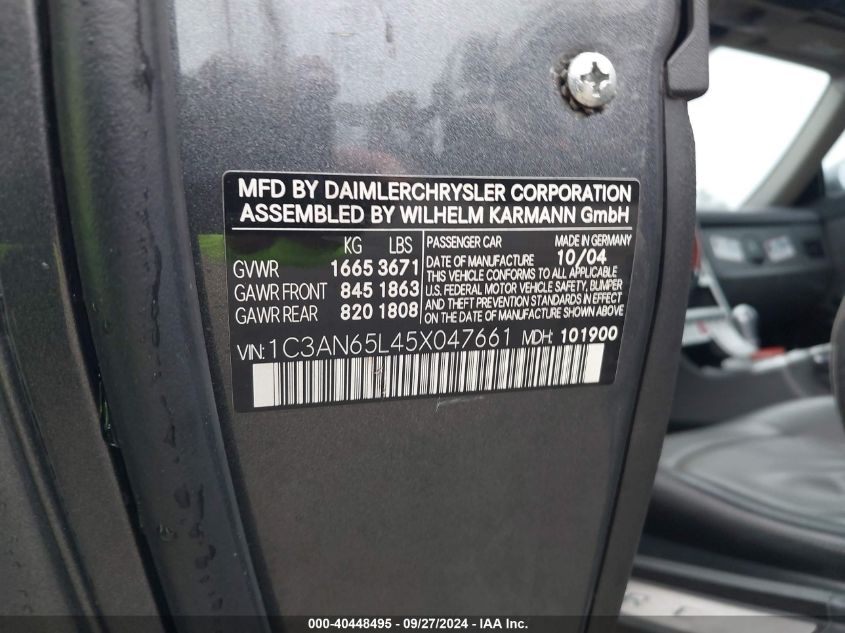 MFD BY DAIMLERCHRYSLER CORPORATION
ASSEMBLED BY WILHELM KARMANN GmbH
KG LBS
GVWR 1665 3671
GAWR FRONT 845 1863
GAWR REAR 820 1808
PASSENGER CAR MADE IN GERMANY
DATE OF MANUFACTURE 10/04
THIS VEHICLE CONFORMS TO ALL APPLICABLE
U.S. FEDERAL MOTOR VEHICLE SAFETY, BUMPER
AND THEFT PREVENTION STANDARDS IN EFFECT
ON THE DATE OF MANUFACTURE SHOWN ABOVE
VIN: 1C3AN65L45X047661 MDH: 101900
000-40448495 - 09/27/2024 - IAA Inc.